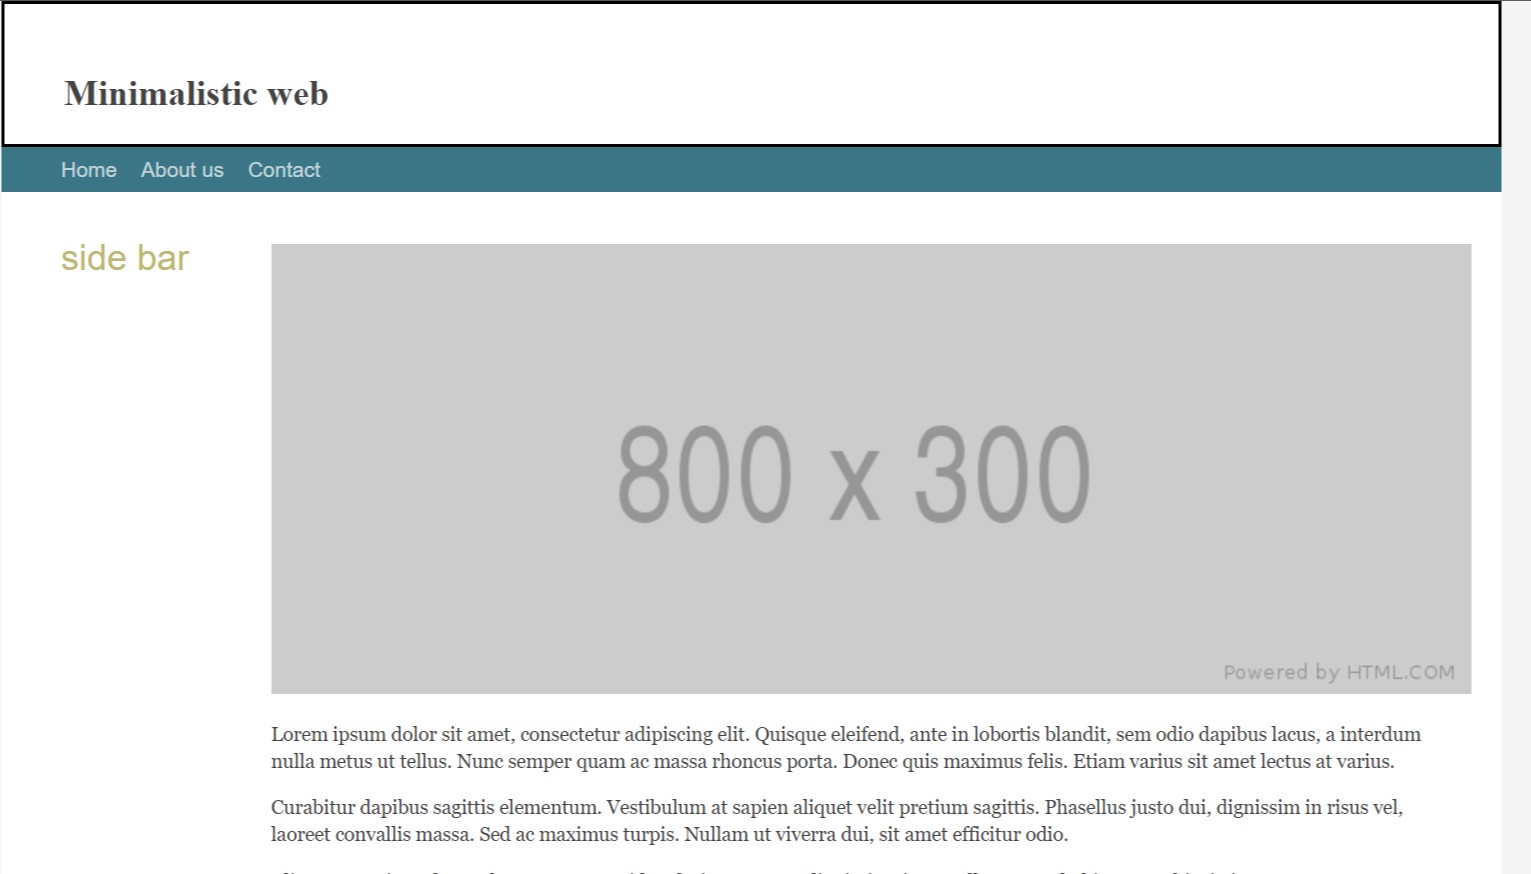 Minimalistic web
Home About us Contact
side bar
800 x 300
Powered by HTML.COM
Lorem ipsum dolor sit amet, consectetur adipiscing elit. Quisque eleifend, ante in lobortis blandit, sem odio dapibus lacus, a interdum
nulla metus ut tellus. Nunc semper quam ac massa rhoncus porta. Donec quis maximus felis. Etiam varius sit amet lectus at varius.
Curabitur dapibus sagittis elementum. Vestibulum at sapien aliquet velit pretium sagittis. Phasellus justo dui, dignissim in risus vel,
laoreet convallis massa. Sed ac maximus turpis. Nullam ut viverra dui, sit amet efficitur odio.